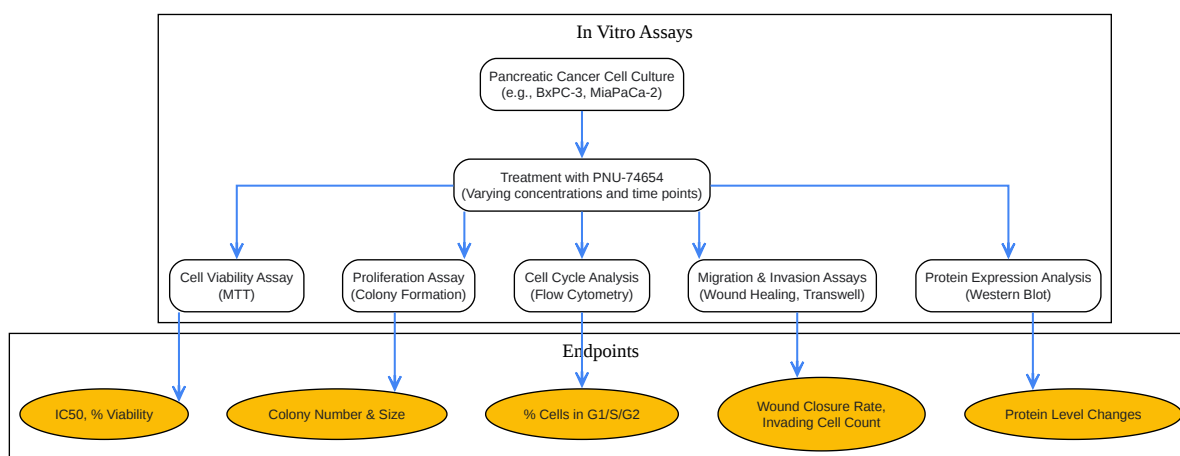 In Vitro Assays
Pancreatic Cancer Cell Culture
(e.g., BxPC-3, MiaPaCa-2)
Treatment with PNU-74654
(Varying concentrations and time points)
Cell Viability Assay
(MTT)
Proliferation Assay
(Colony Formation)
Cell Cycle Analysis
(Flow Cytometry)
Migration & Invasion Assays
(Wound Healing, Transwell)
Protein Expression Analysis
(Western Blot)
Endpoints
IC50, % Viability
Colony Number & Size
% Cells in G1/S/G2
Wound Closure Rate,
Invading Cell Count
Protein Level Changes